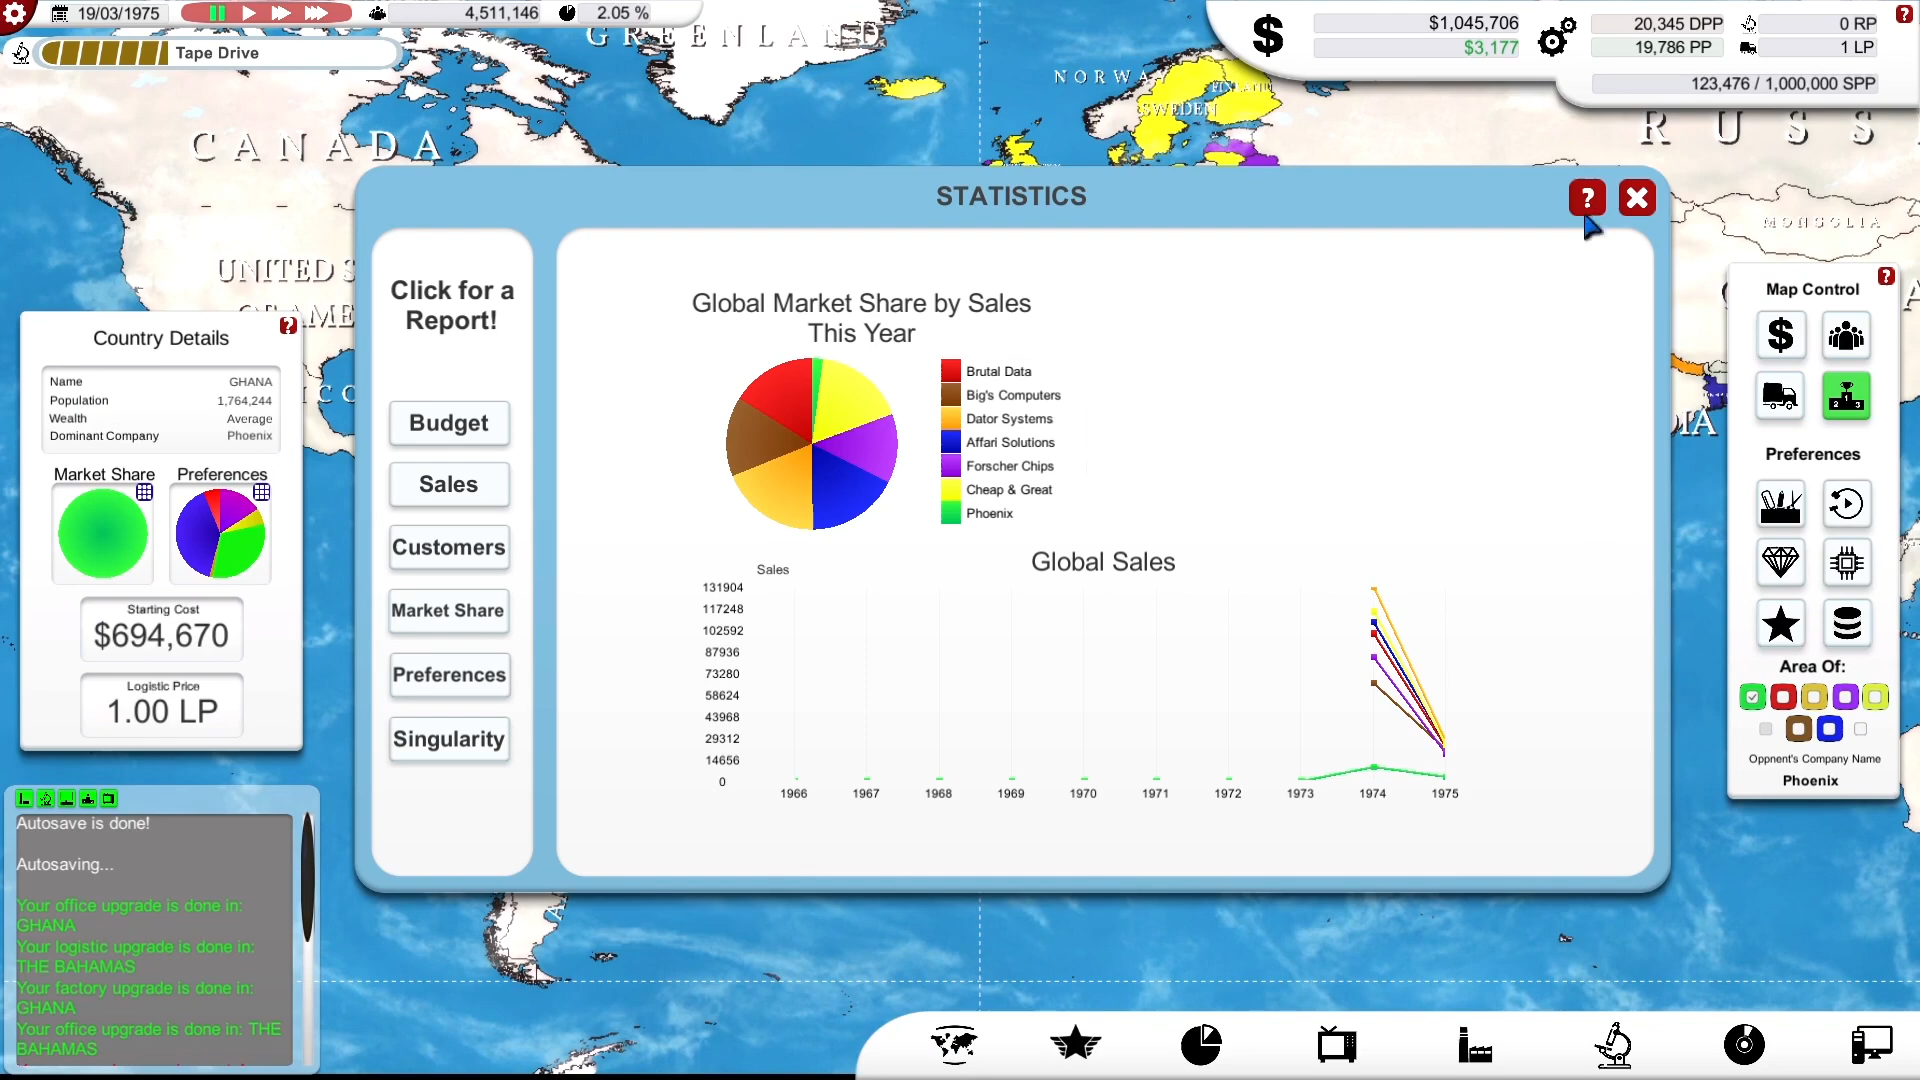 19/03/1975
4,511,146
2.05 %
Tape Drive
GREENLAND
$1,045,706
$3,177
20,345 DPP
0 RP
19,786 PP
1 LP
123,476 / 1,000,000 SPP
?
CANADA
NORWA
SWEDEN
RUSS
MONGOLIA
UNITED S
OF AME
STATISTICS
?
Click for a
Report!
Budget
Sales
Customers
Market Share
Preferences
Singularity
Global Market Share by Sales
This Year
Brutal Data
Big's Computers
Dator Systems
Affari Solutions
Forscher Chips
Cheap & Great
Phoenix
Global Sales
Sales
131904
117248
102592
87936
73280
58624
43968
29312
14656
0
1966 1967 1968 1969 1970 1971 1972 1973 1974 1975
Country Details
?
Name GHANA
Population 1,764,244
Wealth Average
Dominant Company Phoenix
Market Share
Preferences
Starting Cost
$694,670
Logistic Price
1.00 LP
Autosave is done!
Autosaving...
Your office upgrade is done in:
GHANA
Your logistic upgrade is done in:
THE BAHAMAS
Your factory upgrade is done in:
GHANA
Your office upgrade is done in: THE
BAHAMAS
?
Map Control
$
2 1 3
Preferences
Area Of:
Oppnent's Company Name
Phoenix